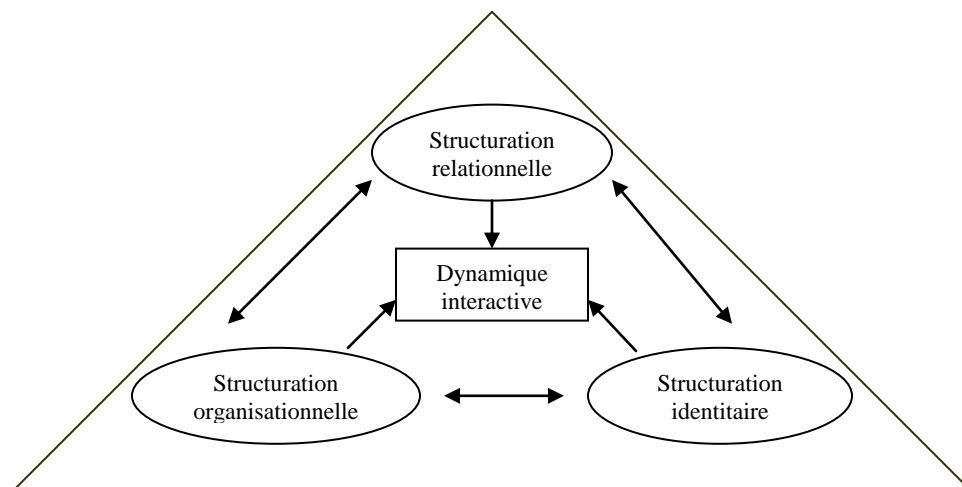 Structuration
relationnelle
Dynamique
interactive
Structuration
organisationnelle
Structuration
identitaire